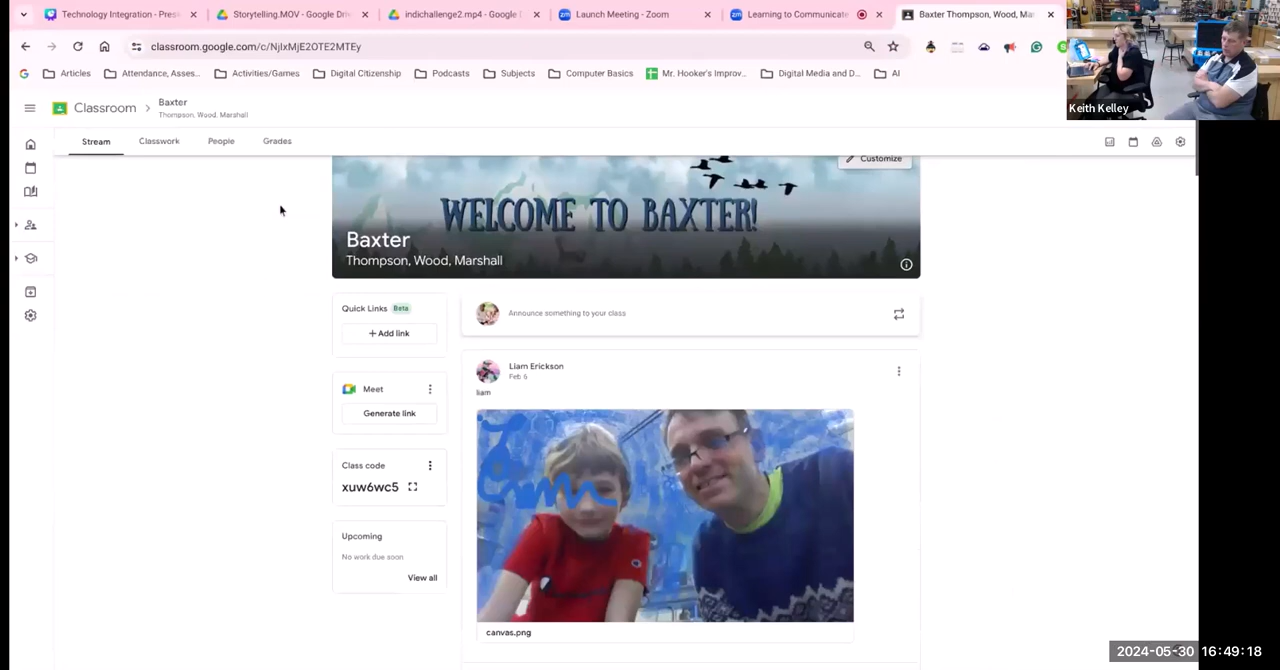 Technology Integration - Pres
Storytelling.MOV - Google Dri
indichallenge2.mp4 - Google D
Launch Meeting - Zoom
Learning to Communicate
Baxter Thompson, Wood, Ma
classroom.google.com/c/NjIxMjE2OTE2MTEy
Articles
Attendance, Asses...
Activities/Games
Digital Citizenship
Podcasts
Subjects
Computer Basics
Mr. Hooker's Improv...
Digital Media and D...
AI
Keith Kelley
Classroom
Baxter
Thompson, Wood, Marshall
Stream
Classwork
People
Grades
Customize
WELCOME TO BAXTER!
Baxter
Thompson, Wood, Marshall
Quick Links Beta
+ Add link
Announce something to your class
Meet
Generate link
Liam Erickson
Feb 6
liam
Class code
xuw6wc5
Upcoming
No work due soon
View all
canvas.png
2024-05-30 16:49:18